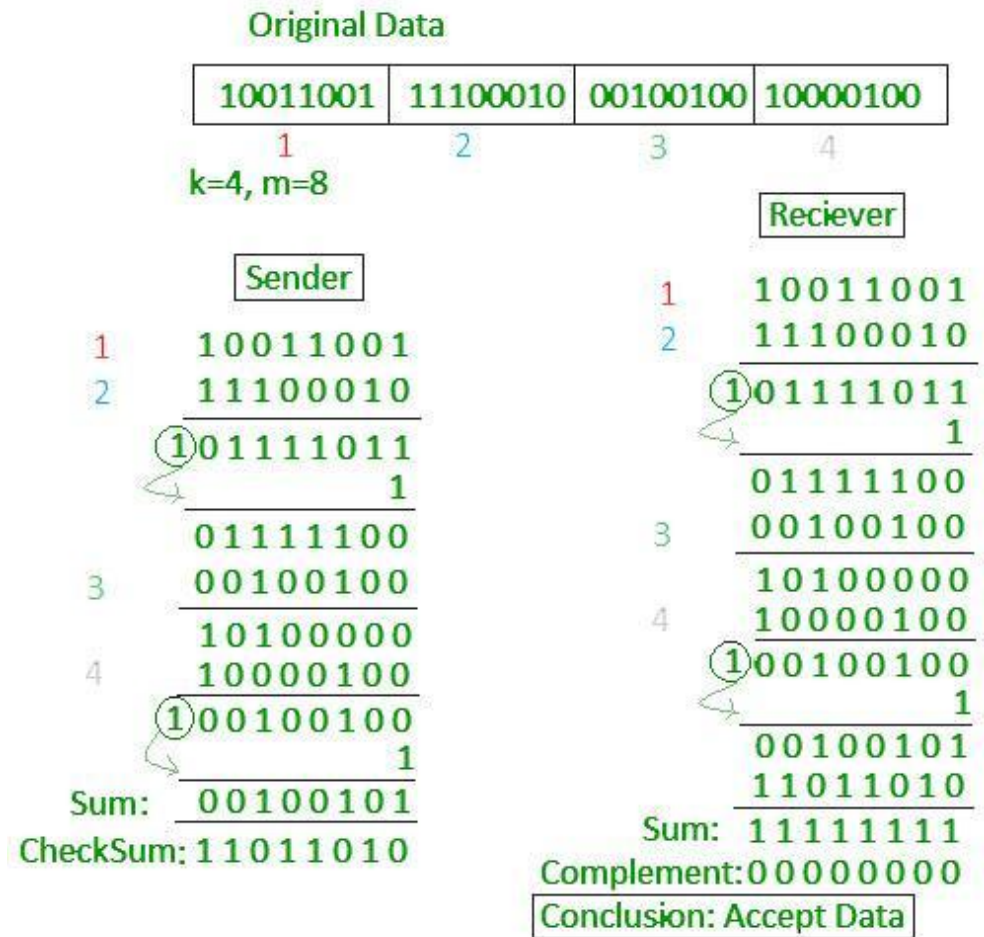 Original Data
10011001 11100010 00100100 10000100
1 2 3 4
k=4, m=8
Sender
1 10011001
2 11100010
1 01111011
1
01111100
3 00100100
10100000
4 10000100
1 00100100
1
Sum: 00100101
CheckSum: 11011010
Reciever
1 10011001
2 11100010
1 01111011
1
01111100
3 00100100
10100000
4 10000100
1 00100100
1
00100101
11011010
Sum: 11111111
Complement: 00000000
Conclusion: Accept Data